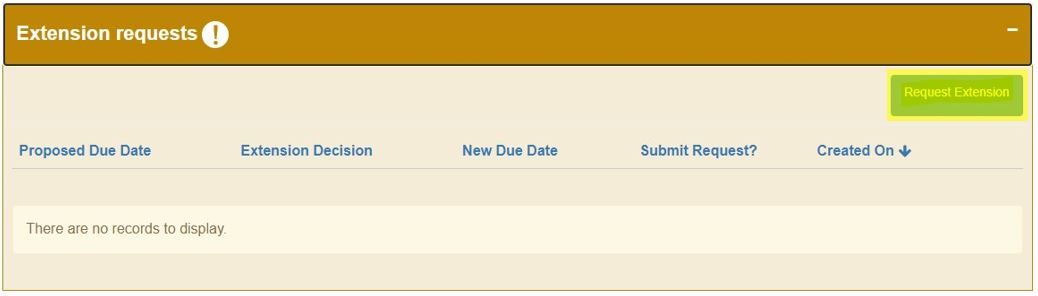 Extension requests !
Request Extension
Proposed Due Date Extension Decision New Due Date Submit Request? Created On
There are no records to display.